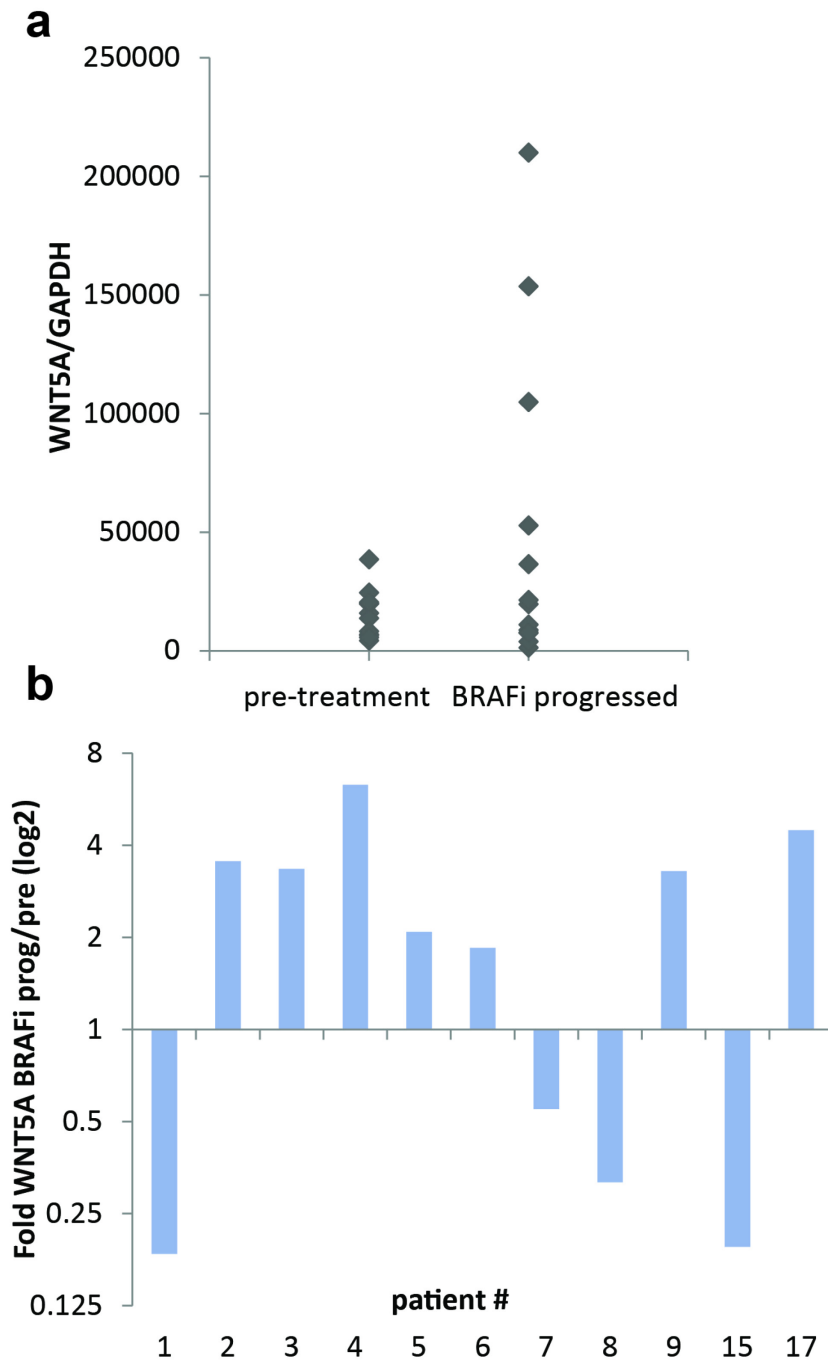 a
250000
200000
150000
100000
50000
0
WNT5A/GAPDH
pre-treatment BRAFi progressed
b
8
4
2
1
0.5
0.25
0.125
Fold WNT5A BRAFi prog/pre (log2)
patient #
1 2 3 4 5 6 7 8 9 15 17